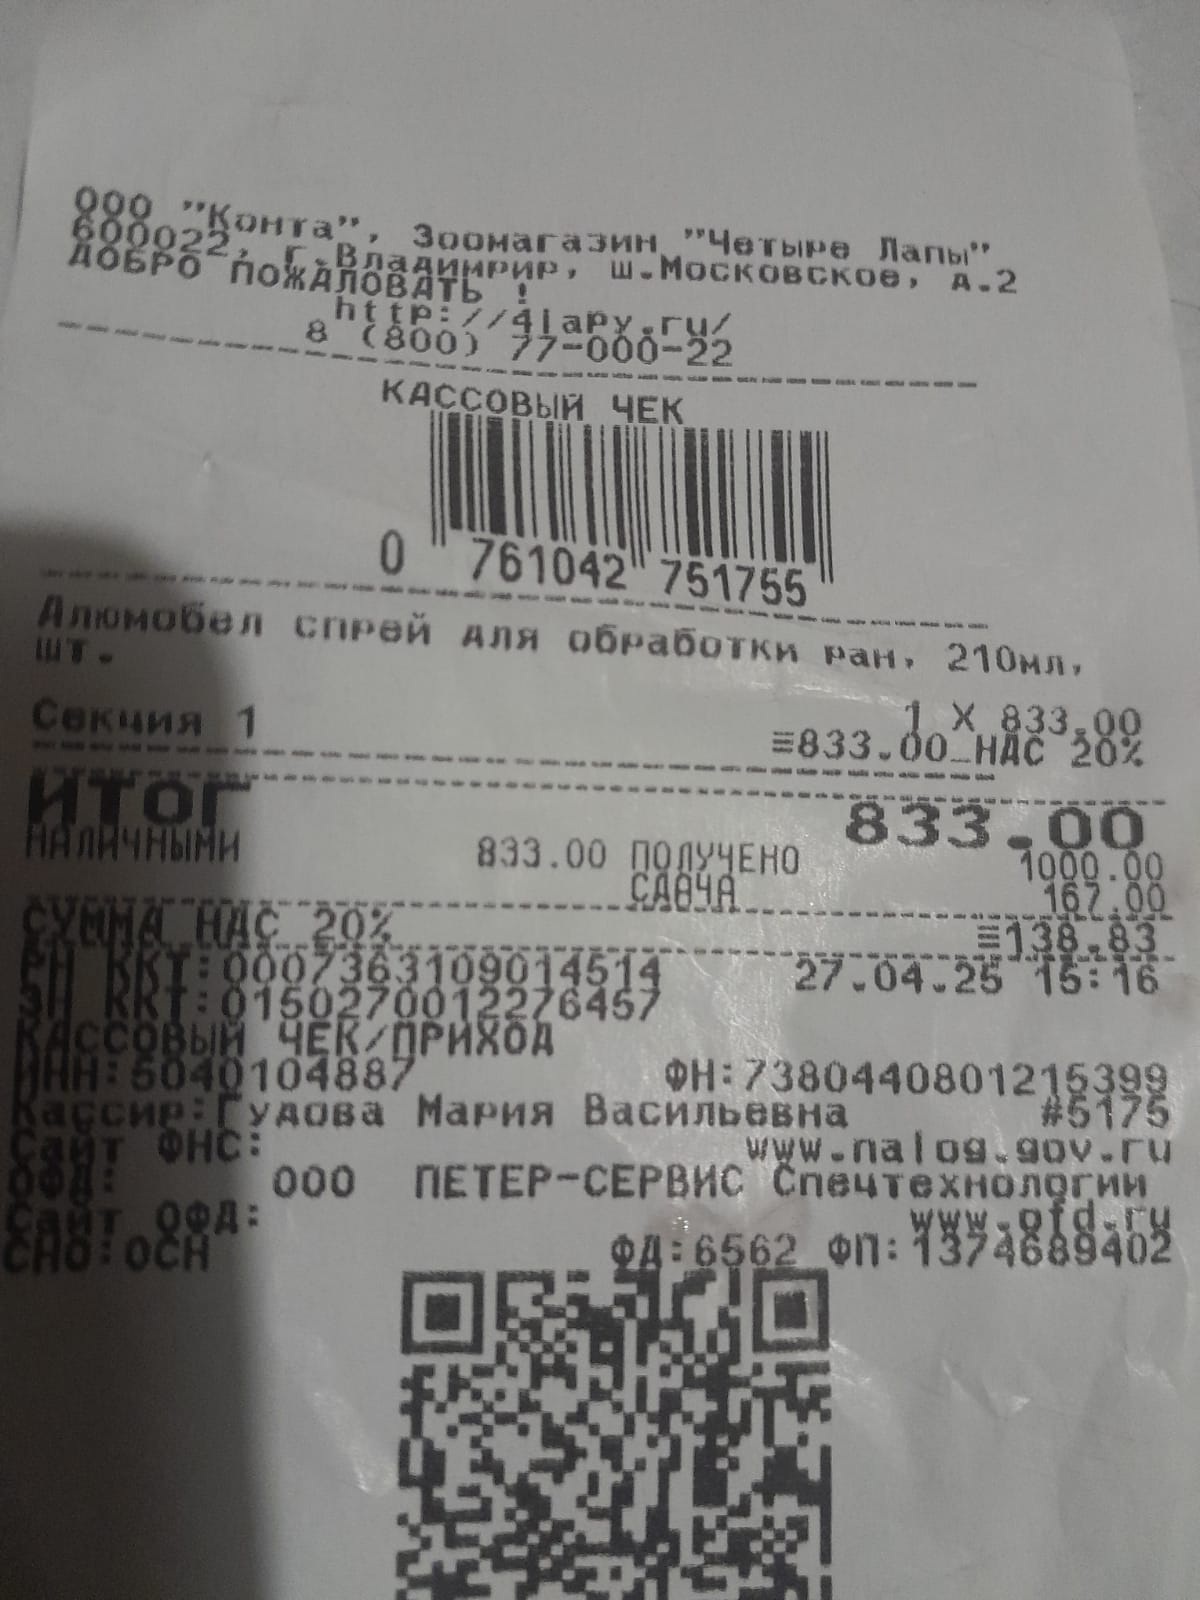 ООО "Конта", Зоомагазин "Четыре Лапы"
600022, г.Владимрир, ш.Московское, д.2
ДОБРО ПОЖАЛОВАТЬ !
http://4lapy.ru/
8 (800) 77-000-22
КАССОВЫЙ ЧЕК
0 761042 751755
Алюмобел спрей для обработки ран, 210мл,
шт.
1 X 833.00
Секция 1 ≡833.00_НДС 20%
ИТОГ 833.00
НАЛИЧНЫМИ 833.00 ПОЛУЧЕНО 1000.00
СДАЧА 167.00
СУММА НДС 20% ≡138.83
РН ККТ:0007363109014514 27.04.25 15:16
ЗН ККТ:0150270012276457
КАССОВЫЙ ЧЕК/ПРИХОД
ИНН:5040104887 ФН:7380440801215399
Кассир:Гудова Мария Васильевна #5175
Сайт ФНС: www.nalog.gov.ru
ОФД: ООО ПЕТЕР-СЕРВИС Спецтехнологии
Сайт ОФД: www.ofd.ru
СНО:ОСН ФД:6562 ФП:1374689402